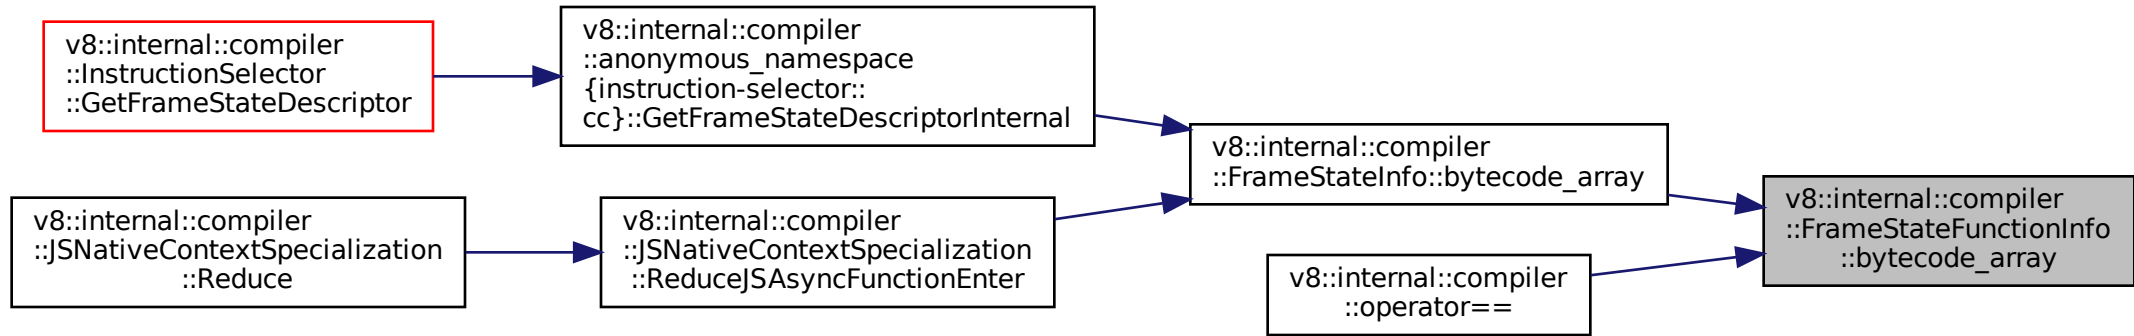 v8::internal::compiler
::InstructionSelector
::GetFrameStateDescriptor
v8::internal::compiler
::anonymous_namespace
{instruction-selector::
cc}::GetFrameStateDescriptorInternal
v8::internal::compiler
::FrameStateInfo::bytecode_array
v8::internal::compiler
::FrameStateFunctionInfo
::bytecode_array
v8::internal::compiler
::JSNativeContextSpecialization
::Reduce
v8::internal::compiler
::JSNativeContextSpecialization
::ReduceJSAsyncFunctionEnter
v8::internal::compiler
::operator==